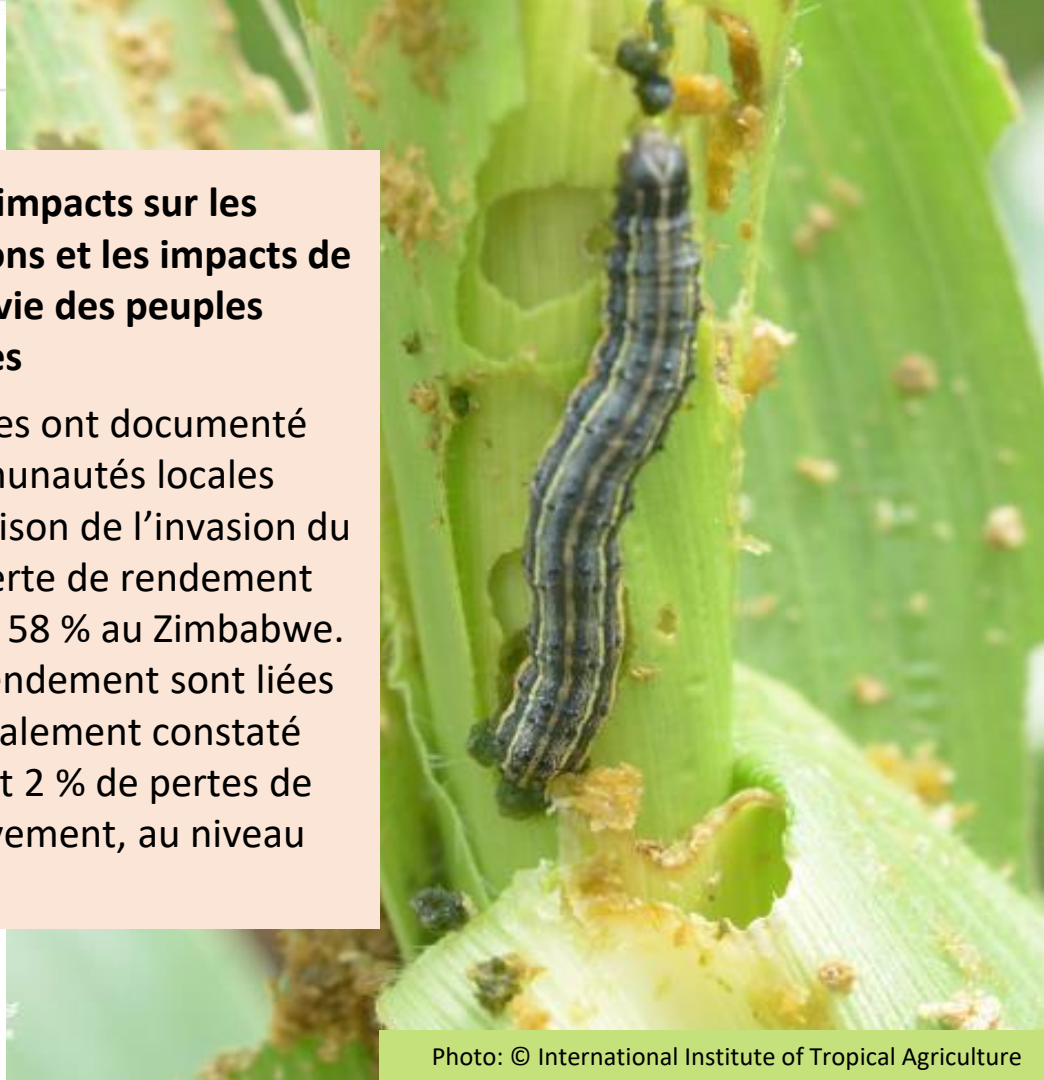 impacts sur les
ons et les impacts de
vie des peuples
es
es ont documenté
munautés locales
ison de l'invasion du
erte de rendement
58 % au Zimbabwe.
endement sont liées
alement constaté
t 2 % de pertes de
vement, au niveau
Photo: © International Institute of Tropical Agriculture